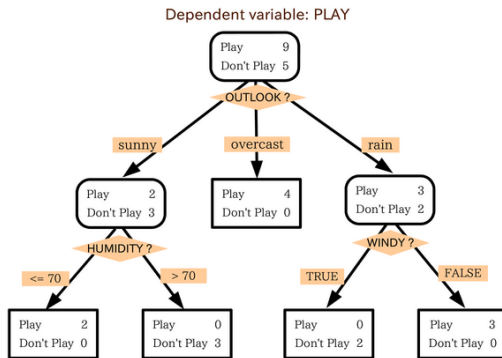 Dependent variable: PLAY
Play 9
Don't Play 5
OUTLOOK ?
sunny
overcast
rain
Play 2
Don't Play 3
Play 4
Don't Play 0
Play 3
Don't Play 2
HUMIDITY ?
WINDY ?
<= 70
> 70
TRUE
FALSE
Play 2
Don't Play 0
Play 0
Don't Play 3
Play 0
Don't Play 2
Play 3
Don't Play 0